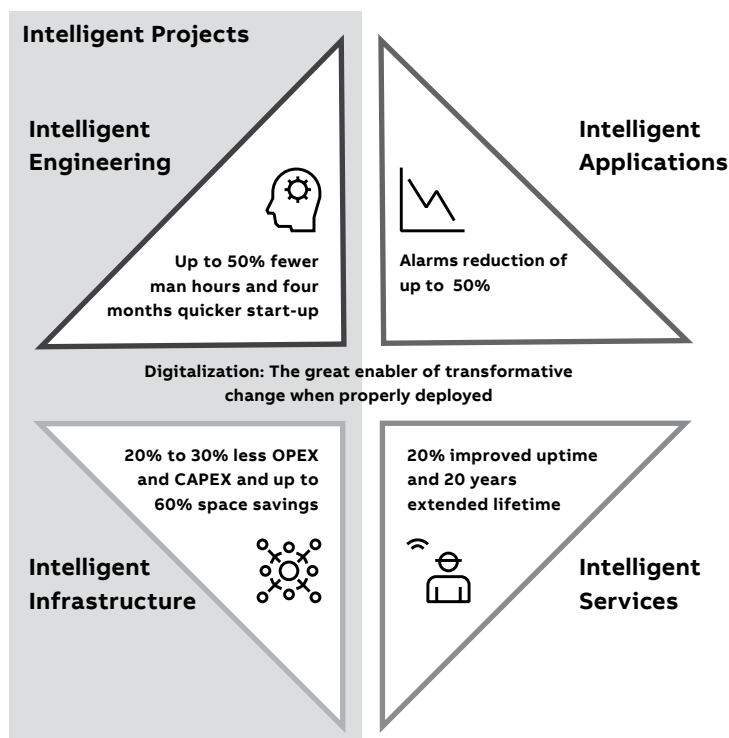 Intelligent Projects
Intelligent
Engineering
Up to 50% fewer
man hours and four
months quicker start-up
Intelligent
Applications
Alarms reduction of
up to 50%
Digitalization: The great enabler of transformative
change when properly deployed
20% to 30% less OPEX
and CAPEX and up to
60% space savings
Intelligent
Infrastructure
20% improved uptime
and 20 years
extended lifetime
Intelligent
Services